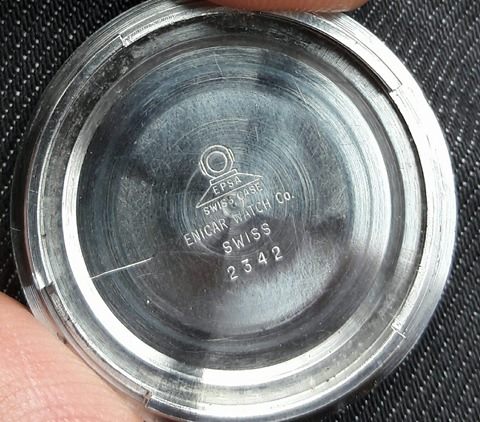 EPSA
SWISS CASE
ENICAR WATCH Co.
SWISS
2342